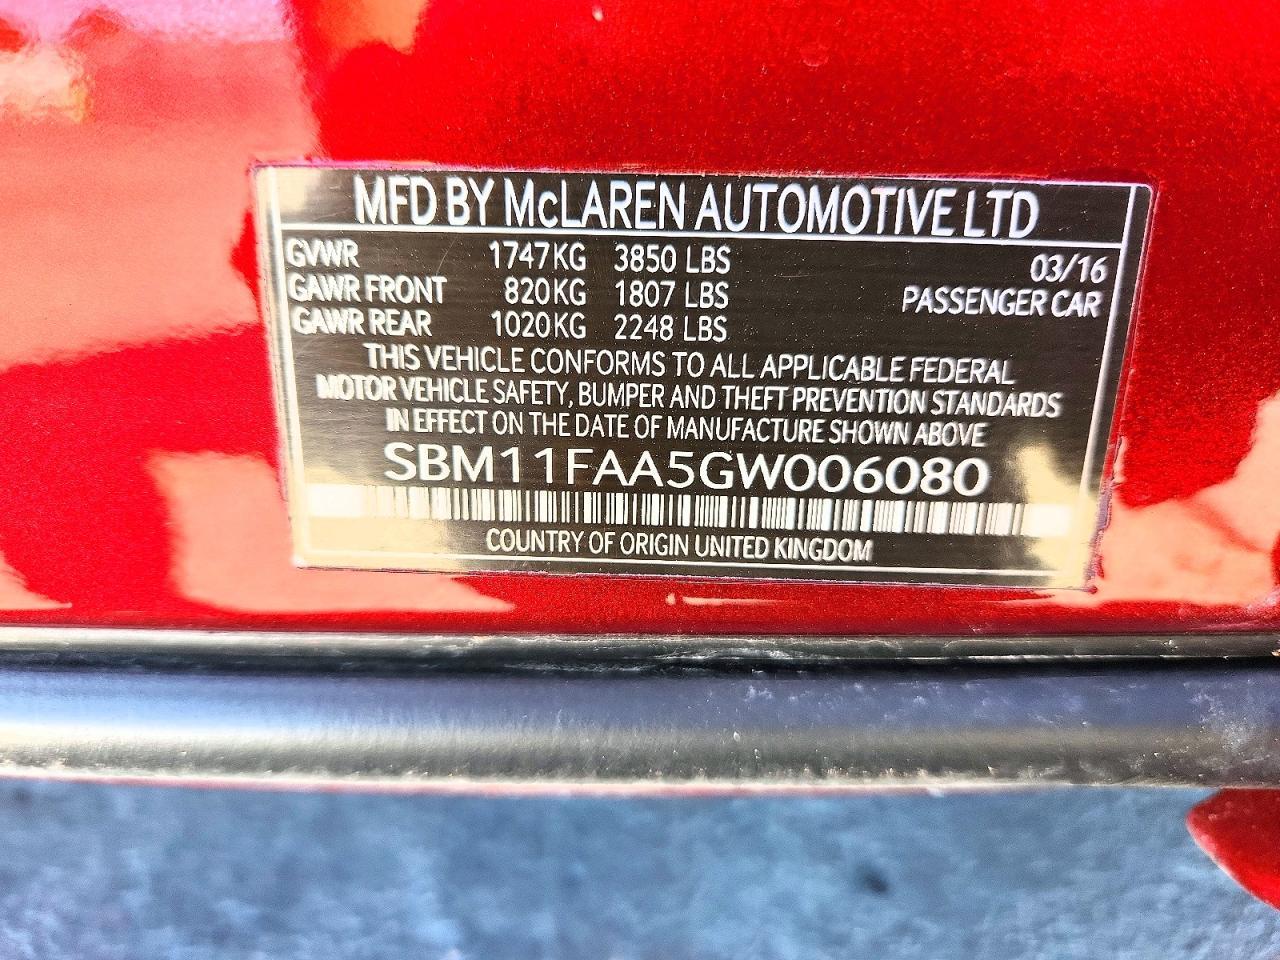 MFD BY McLAREN AUTOMOTIVE LTD
GVWR 1747KG 3850 LBS 03/16
GAWR FRONT 820KG 1807 LBS PASSENGER CAR
GAWR REAR 1020KG 2248 LBS
THIS VEHICLE CONFORMS TO ALL APPLICABLE FEDERAL
MOTOR VEHICLE SAFETY, BUMPER AND THEFT PREVENTION STANDARDS
IN EFFECT ON THE DATE OF MANUFACTURE SHOWN ABOVE
SBM11FAA5GW006080
COUNTRY OF ORIGIN UNITED KINGDOM